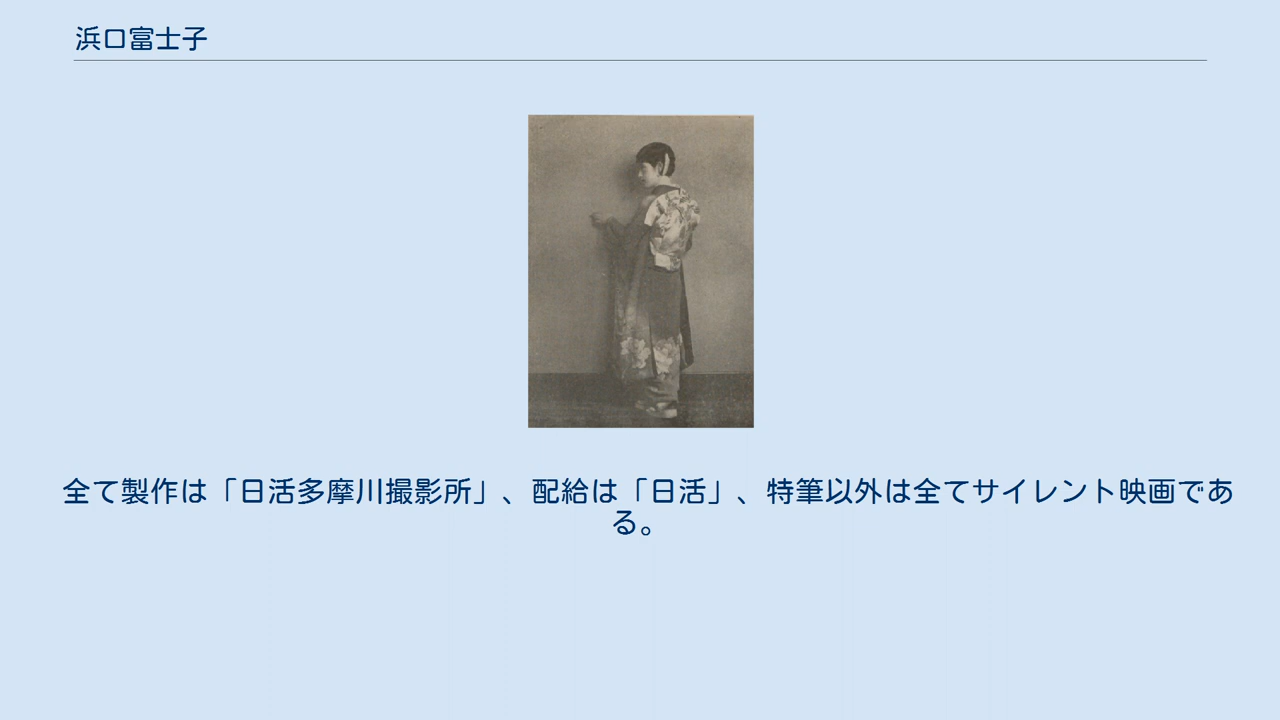 浜口富士子
全て製作は「日活多摩川撮影所」、配給は「日活」、特筆以外は全てサイレント映画であ
る。